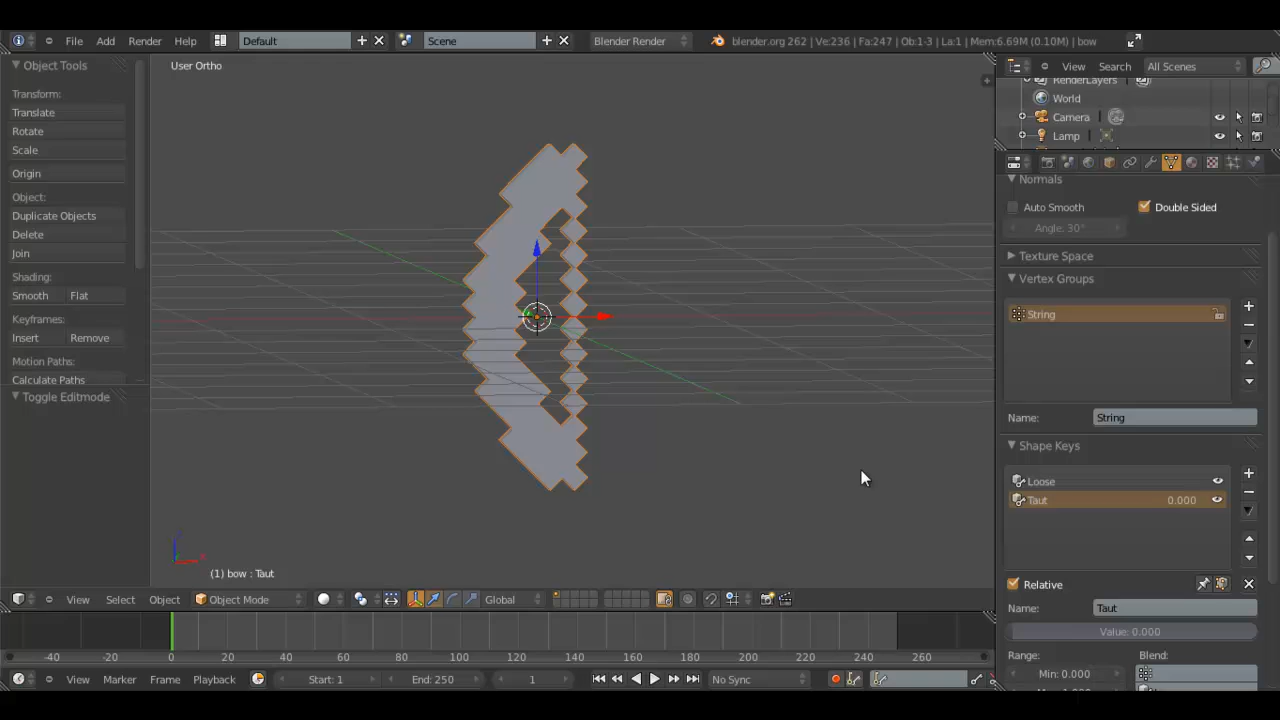 File Add Render Help Default Scene Blender Render blender.org 262 | Ve:236 | Fa:247 | Ob:1-3 | La:1 | Mem:6.69M (0.10M) | bow
Object Tools
Transform:
Translate
Rotate
Scale
Origin
Object:
Duplicate Objects
Delete
Join
Shading:
Smooth Flat
Keyframes:
Insert Remove
Motion Paths:
Calculate Paths
Toggle Editmode
User Ortho
(1) bow : Taut
View Select Object Object Mode Global
-40 -20 0 20 40 60 80 100 120 140 160 180 200 220 240 260
View Marker Frame Playback Start: 1 End: 250 1 No Sync
View Search All Scenes
RenderLayers
World
Camera
Lamp
Normals
Auto Smooth Double Sided
Angle: 30°
Texture Space
Vertex Groups
String
Name: String
Shape Keys
Loose
Taut 0.000
Relative
Name: Taut
Value: 0.000
Range: Blend:
Min: 0.000